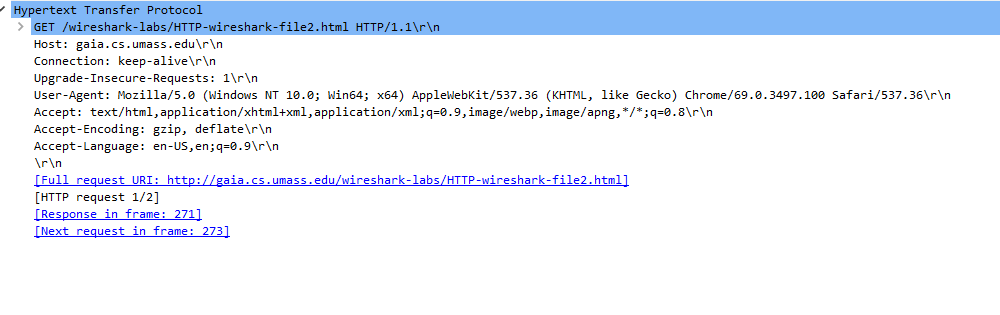 Hypertext Transfer Protocol
GET /wireshark-labs/HTTP-wireshark-file2.html HTTP/1.1\r\n
Host: gaia.cs.umass.edu\r\n
Connection: keep-alive\r\n
Upgrade-Insecure-Requests: 1\r\n
User-Agent: Mozilla/5.0 (Windows NT 10.0; Win64; x64) AppleWebKit/537.36 (KHTML, like Gecko) Chrome/69.0.3497.100 Safari/537.36\r\n
Accept: text/html,application/xhtml+xml,application/xml;q=0.9,image/webp,image/apng,*/*;q=0.8\r\n
Accept-Encoding: gzip, deflate\r\n
Accept-Language: en-US,en;q=0.9\r\n
\r\n
[Full request URI: http://gaia.cs.umass.edu/wireshark-labs/HTTP-wireshark-file2.html]
[HTTP request 1/2]
[Response in frame: 271]
[Next request in frame: 273]